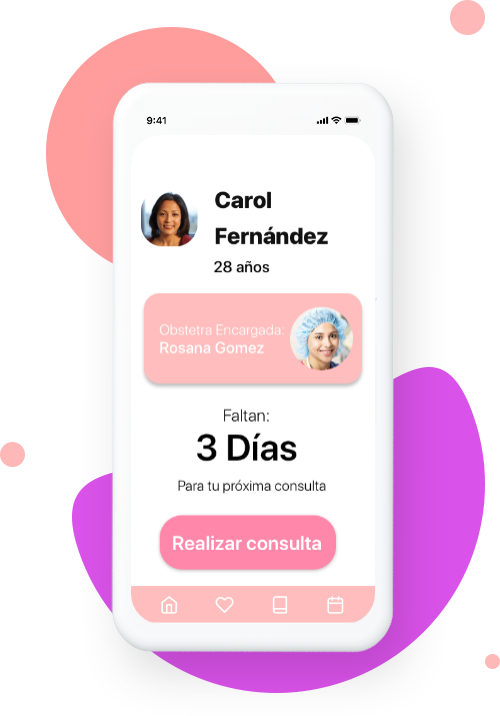 9:41
Carol
Fernández
28 años
Obstetra Encargada:
Rosana Gomez
Faltan:
3 Días
Para tu próxima consulta
Realizar consulta